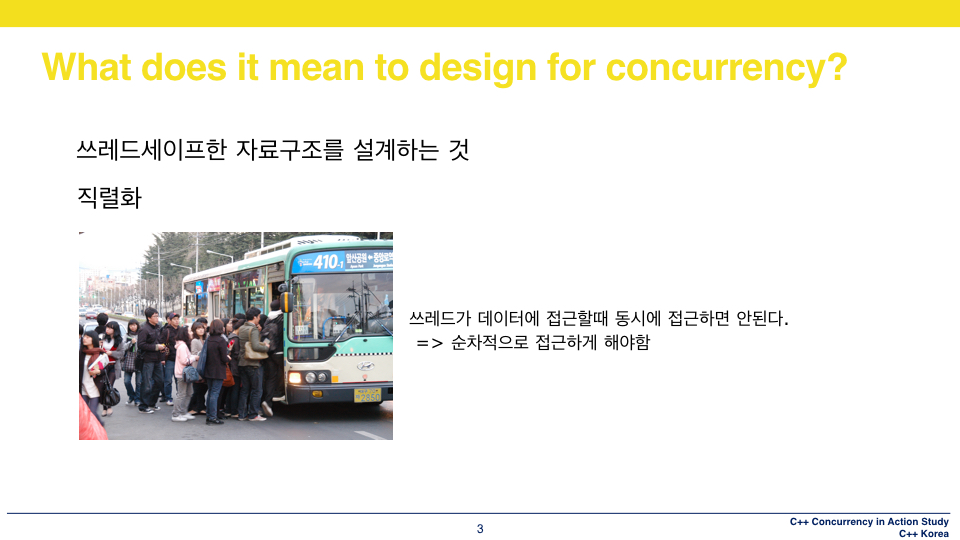 What does it mean to design for concurrency?
쓰레드세이프한 자료구조를 설계하는 것
직렬화
410-1
쓰레드가 데이터에 접근할때 동시에 접근하면 안된다.
=> 순차적으로 접근하게 해야함
3
C++ Concurrency in Action Study
C++ Korea